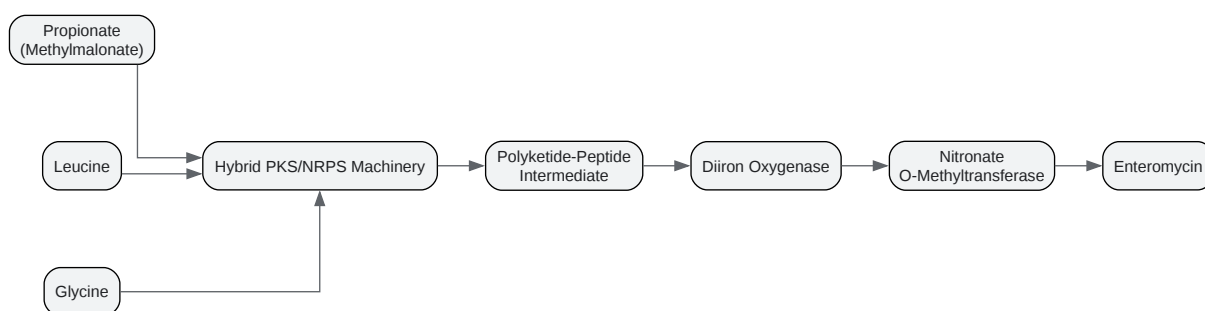 Propionate
(Methylmalonate)
Leucine
Hybrid PKS/NRPS Machinery
Polyketide-Peptide
Intermediate
Diiron Oxygenase
Nitronate
O-Methyltransferase
Enteromycin
Glycine